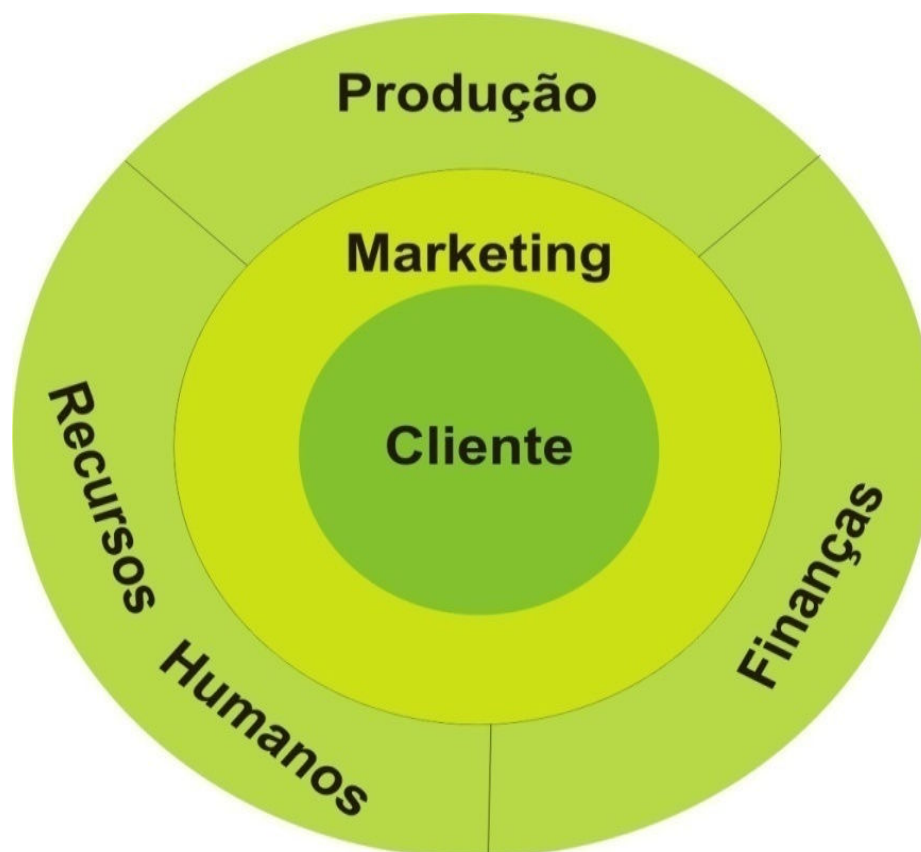 Produção
Marketing
Cliente
Recursos Humanos
Finanças